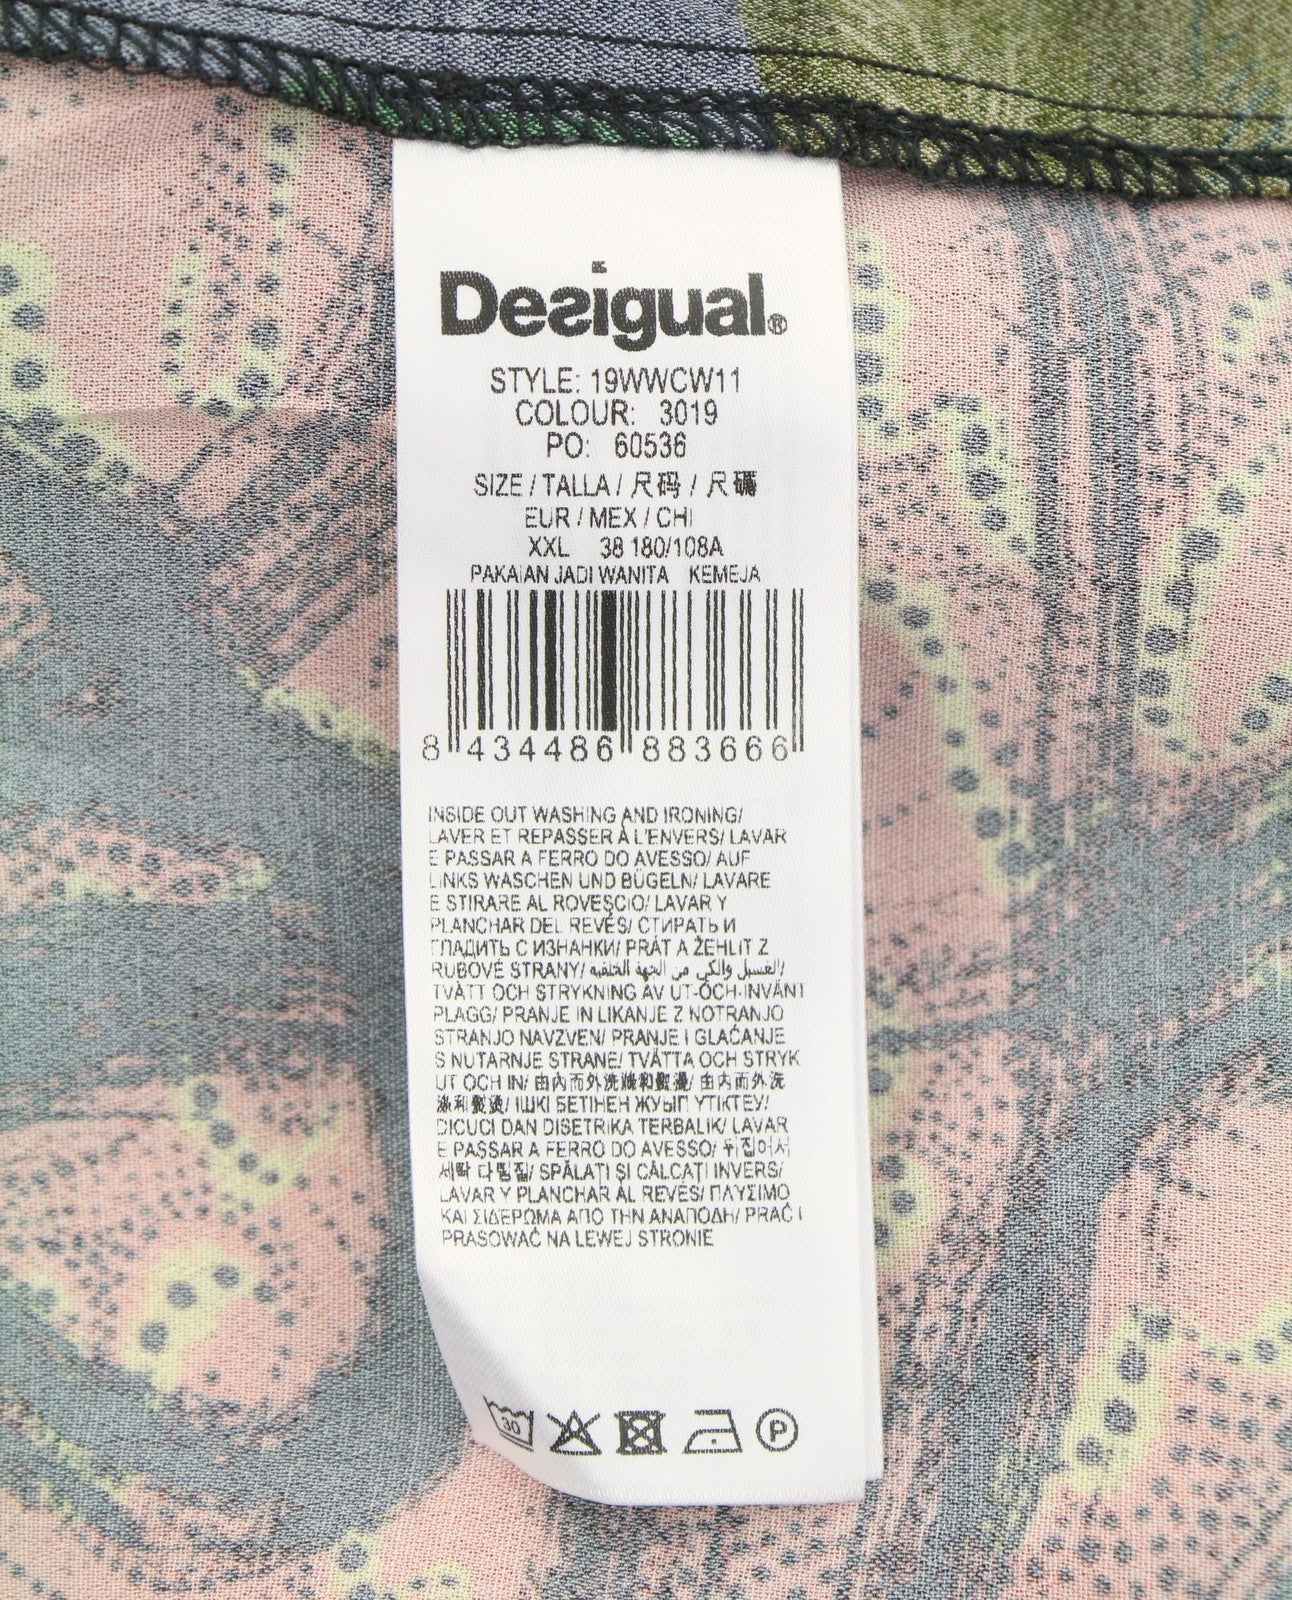 Desigual®
STYLE: 19WWCW11
COLOUR: 3019
PO: 60536
SIZE / TALLA / 尺码 / 尺碼
EUR / MEX / CHI
XXL 38 180/108A
PAKAIAN JADI WANITA KEMEJA
8 434486 883666
INSIDE OUT WASHING AND IRONING/
LAVER ET REPASSER À L'ENVERS/ LAVAR
E PASSAR A FERRO DO AVESSO/ AUF
LINKS WASCHEN UND BÜGELN/ LAVARE
E STIRARE AL ROVESCIO/ LAVAR Y
PLANCHAR DEL REVÉS/ СТИРАТЬ И
ГЛАДИТЬ С ИЗНАНКИ/ PRÁT A ŽEHLIT Z
RUBOVÉ STRANY/ الغسيل والكي من الجهة الخلفية/
TVÄTT OCH STRYKNING AV UT-OCH-INVÄNT
PLAGG/ PRANJE IN LIKANJE Z NOTRANJO
STRANJO NAVZVEN/ PRANJE I GLAČANJE
S NUTARNJE STRANE/ TVÄTTA OCH STRYK
UT OCH IN/ 由内而外洗涤和熨烫/ 由内而外洗
滌和熨燙/ ІШКІ БЕТІНЕН ЖУЫП ҮТІКТЕУ/
DICUCI DAN DISETRIKA TERBALIK/ LAVAR
E PASSAR A FERRO DO AVESSO/ 뒤집어서
세탁 다림질/ SPĂLAȚI ȘI CĂLCAȚI INVERS/
LAVAR Y PLANCHAR AL REVÉS/ ΠΛΥΣΙΜΟ
ΚΑΙ ΣΙΔΕΡΩΜΑ ΑΠΟ ΤΗΝ ΑΝΑΠΟΔΗ/ PRAĆ I
PRASOWAĆ NA LEWEJ STRONIE
30 P